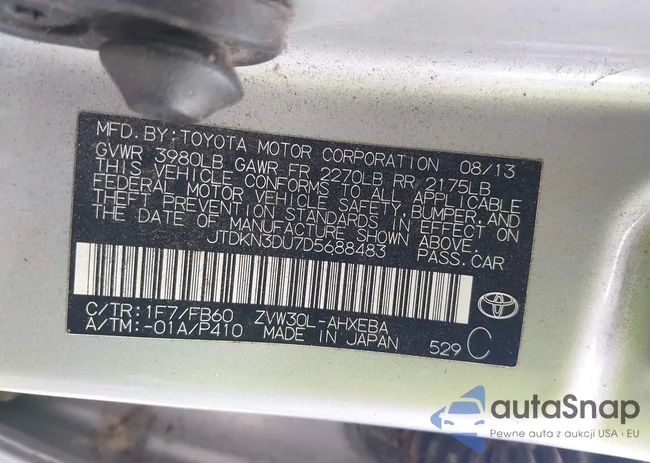 MFD. BY: TOYOTA MOTOR CORPORATION 08/13
GVWR 3980LB GAWR FR 2270LB RR 2175LB
THIS VEHICLE CONFORMS TO ALL APPLICABLE
FEDERAL MOTOR VEHICLE SAFETY, BUMPER, AND
THEFT PREVENTION STANDARDS IN EFFECT ON
THE DATE OF MANUFACTURE SHOWN ABOVE.
JTDKN3DU7D5688483 PASS. CAR
C/TR: 1F7/FB60 ZVW30L-AHXEBA
A/TM: -01A/P410 MADE IN JAPAN 529 C
autaSnap
Pewne auta z aukcji USA i EU